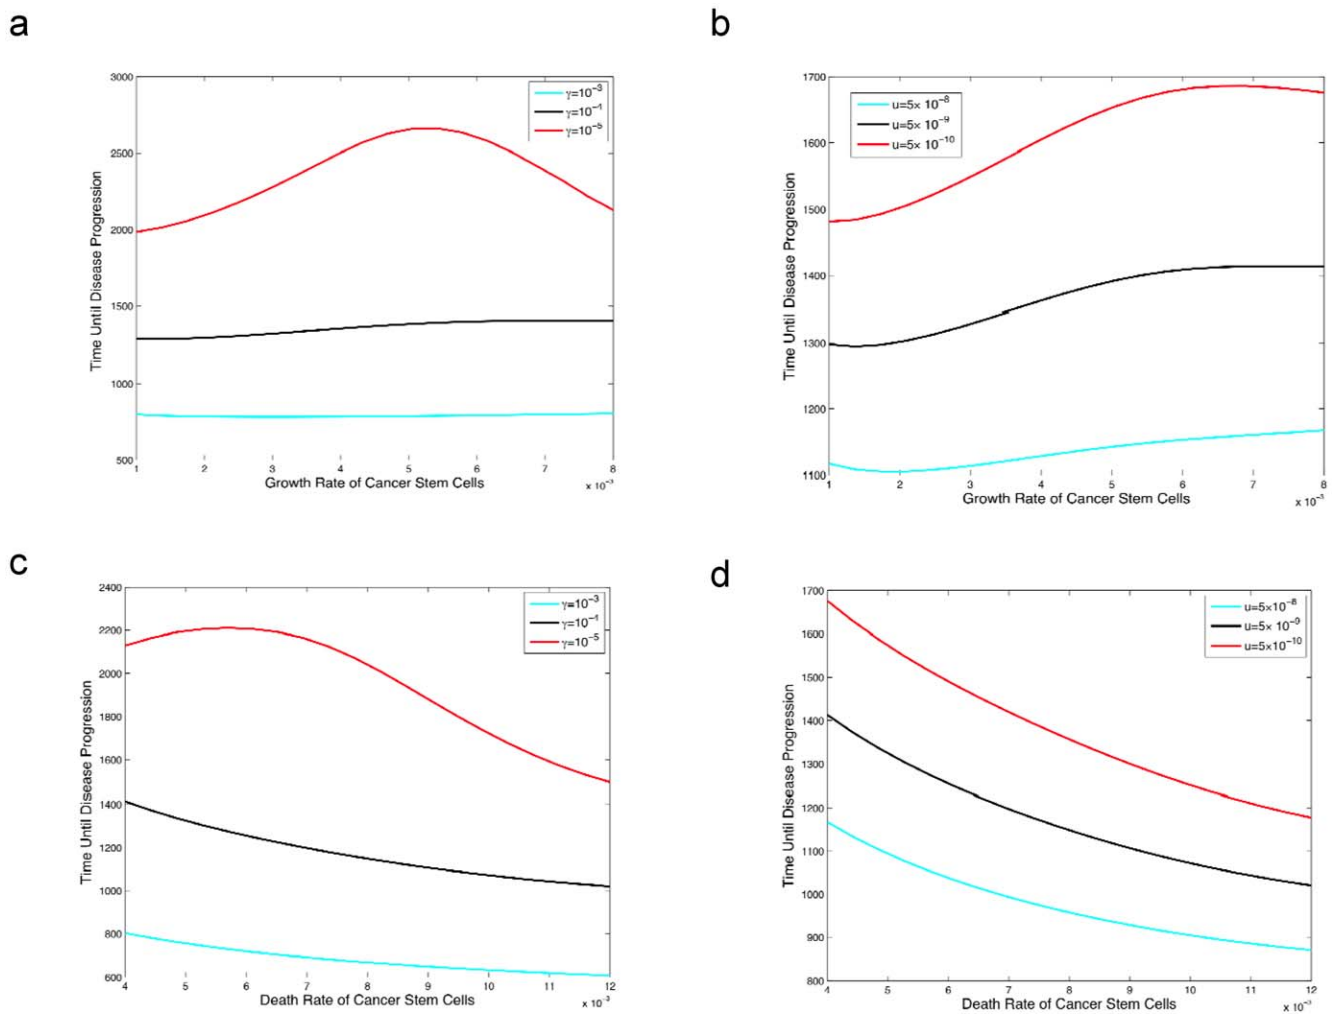 a
3000
2500
2000
1500
1000
500
1 2 3 4 5 6 7 8
x 10⁻³
Time Until Disease Progression
Growth Rate of Cancer Stem Cells
γ=10⁻³
γ=10⁻⁴
γ=10⁻⁵
b
1700
1600
1500
1400
1300
1200
1100
1 2 3 4 5 6 7 8
x 10⁻³
Time Until Disease Progression
Growth Rate of Cancer Stem Cells
u=5× 10⁻⁸
u=5× 10⁻⁹
u=5× 10⁻¹⁰
c
2400
2200
2000
1800
1600
1400
1200
1000
800
600
4 5 6 7 8 9 10 11 12
x 10⁻³
Time Until Disease Progression
Death Rate of Cancer Stem Cells
γ=10⁻³
γ=10⁻⁴
γ=10⁻⁵
d
1700
1600
1500
1400
1300
1200
1100
1000
900
800
4 5 6 7 8 9 10 11 12
x 10⁻³
Time Until Disease Progression
Death Rate of Cancer Stem Cells
u=5×10⁻⁸
u=5× 10⁻⁹
u=5×10⁻¹⁰